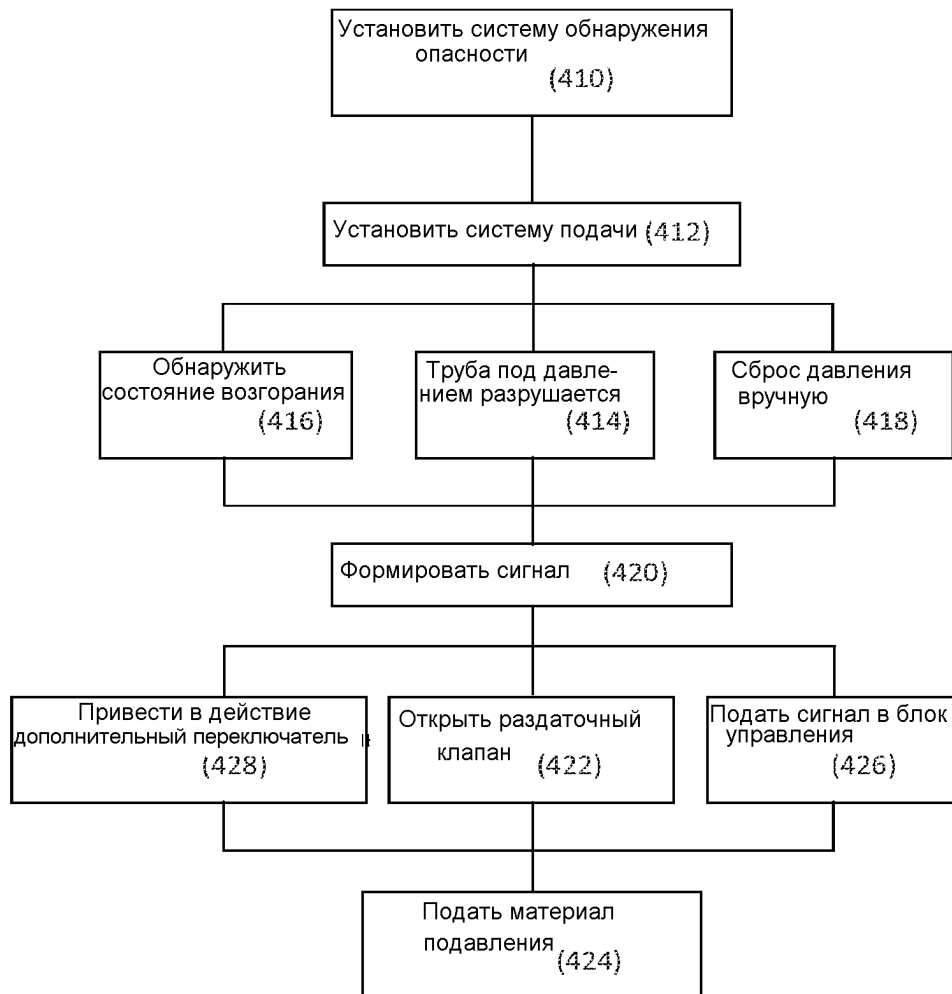 Установить систему обнаружения
опасности
(410)
Установить систему подачи (412)
Обнаружить
состояние возгорания
(416)
Труба под давле-
нием разрушается
(414)
Сброс давления
вручную
(418)
Формировать сигнал (420)
Привести в действие
дополнительный переключатель
(428)
Открыть раздаточный
клапан (422)
Подать сигнал в блок
управления
(426)
Подать материал
подавления
(424)